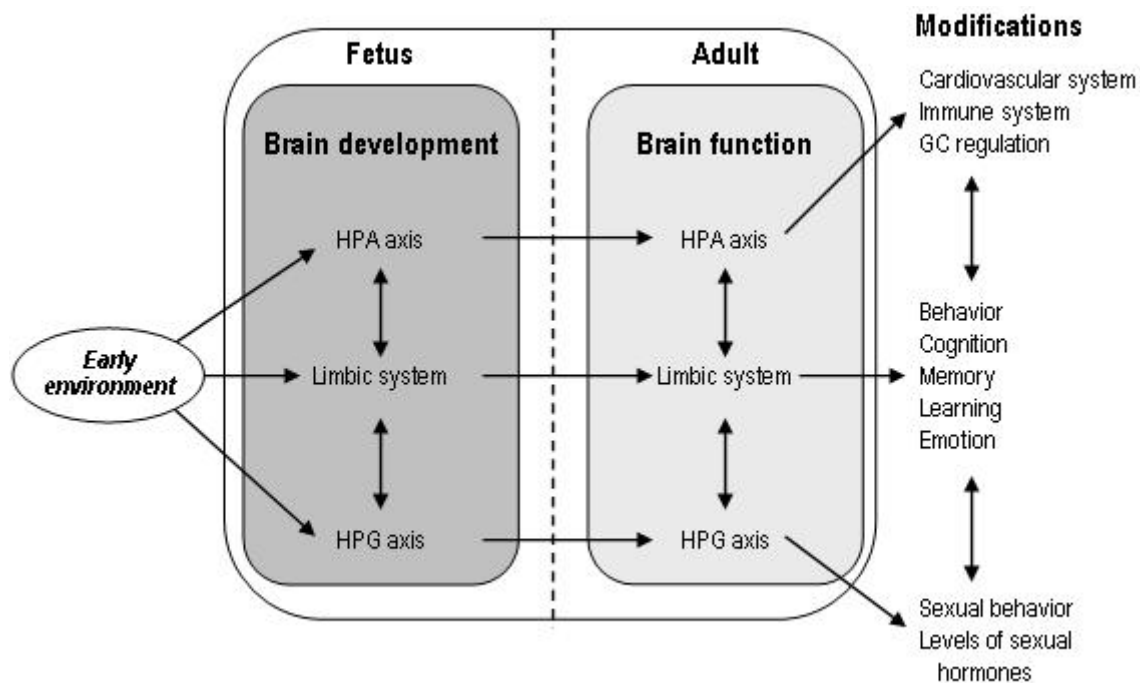 Modifications
Fetus
Adult
Cardiovascular system
Immune system
GC regulation
Brain development
Brain function
HPA axis
HPA axis
Early
environment
Limbic system
Limbic system
Behavior
Cognition
Memory
Learning
Emotion
HPG axis
HPG axis
Sexual behavior
Levels of sexual
hormones